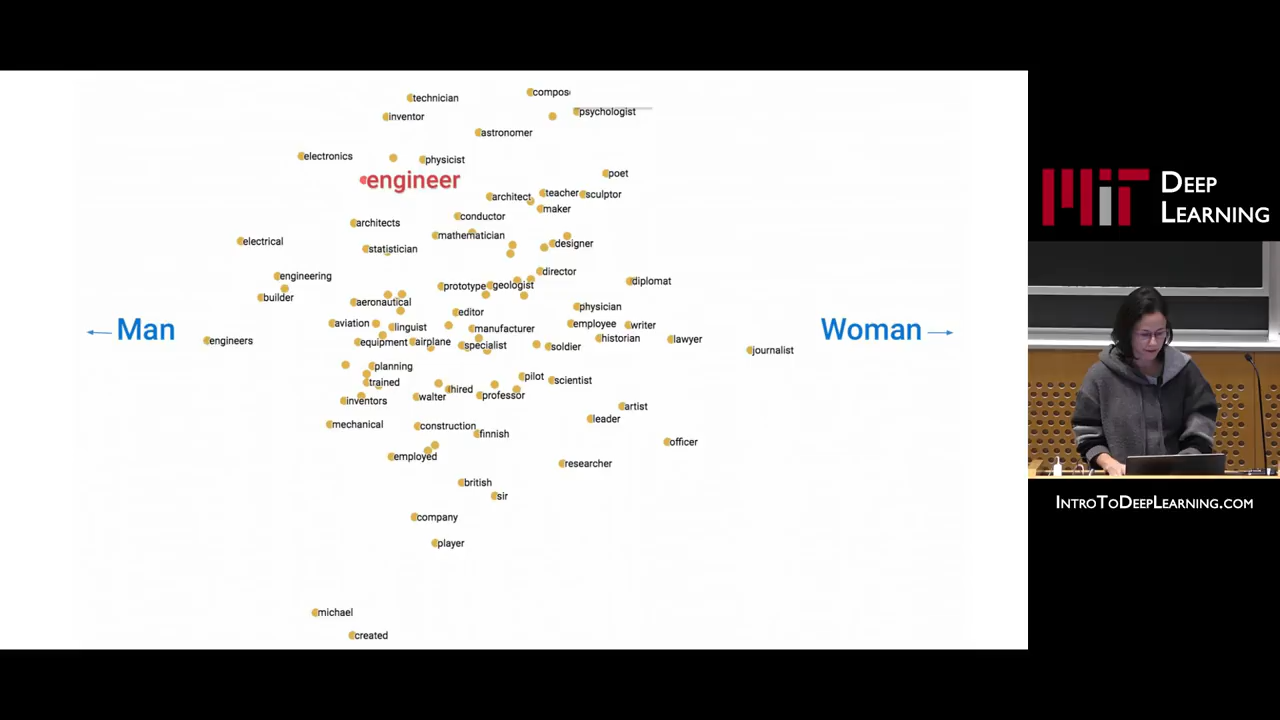 technician
compos
inventor
psychologist
astronomer
electronics
physicist
engineer
poet
architect
teacher
sculptor
maker
conductor
architects
mathematician
electrical
statistician
designer
director
engineering
diplomat
prototype
geologist
builder
aeronautical
physician
editor
aviation
linguist
manufacturer
employee
writer
← Man
Woman →
engineers
equipment
airplane
specialist
soldier
historian
lawyer
journalist
planning
trained
hired
pilot
scientist
inventors
walter
professor
artist
leader
mechanical
construction
finnish
officer
employed
researcher
british
sir
company
player
michael
created
MIT
DEEP
LEARNING
INTROTODEEPLEARNING.COM